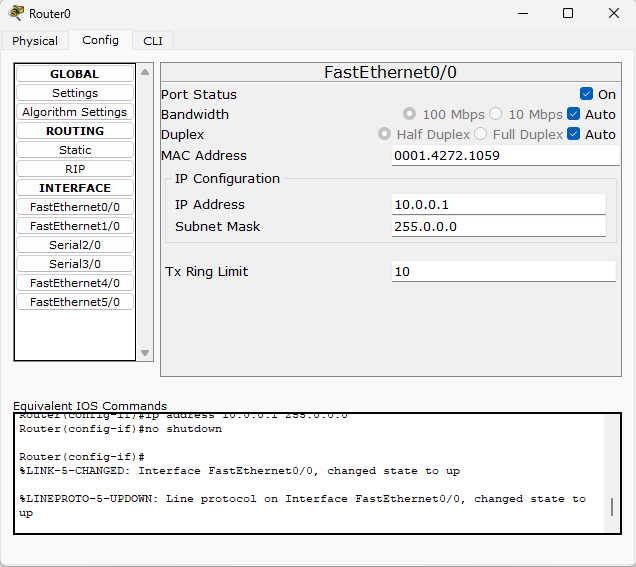 Router0
Physical Config CLI
GLOBAL
Settings
Algorithm Settings
ROUTING
Static
RIP
INTERFACE
FastEthernet0/0
FastEthernet1/0
Serial2/0
Serial3/0
FastEthernet4/0
FastEthernet5/0
FastEthernet0/0
Port Status On
Bandwidth 100 Mbps 10 Mbps Auto
Duplex Half Duplex Full Duplex Auto
MAC Address 0001.4272.1059
IP Configuration
IP Address 10.0.0.1
Subnet Mask 255.0.0.0
Tx Ring Limit 10
Equivalent IOS Commands
Router(config-if)#ip address 10.0.0.1 255.0.0.0
Router(config-if)#no shutdown
Router(config-if)#
%LINK-5-CHANGED: Interface FastEthernet0/0, changed state to up
%LINEPROTO-5-UPDOWN: Line protocol on Interface FastEthernet0/0, changed state to
up